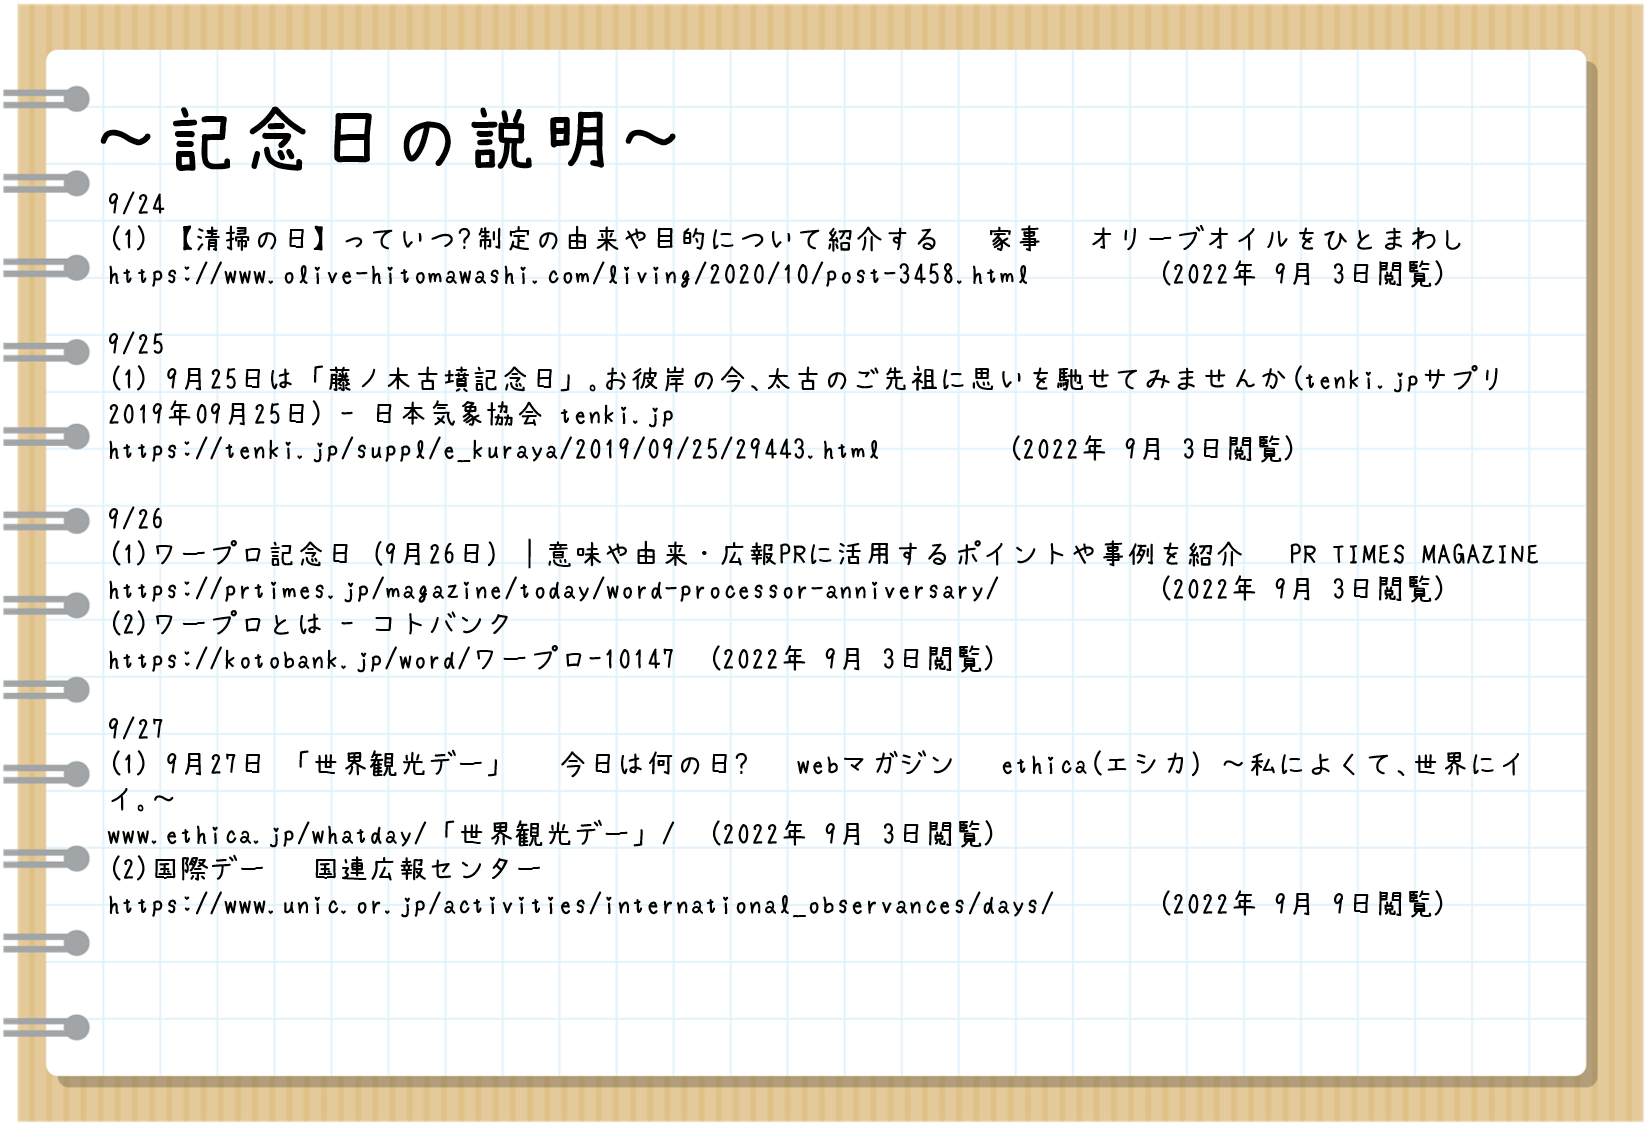 ～記念日の説明～
9/24
(1) 【清掃の日】っていつ?制定の由来や目的について紹介する　家事　オリーブオイルをひとまわし
https://www.olive-hitomawashi.com/living/2020/10/post-3458.html (2022年 9月 3日閲覧)
9/25
(1) 9月25日は「藤ノ木古墳記念日」。お彼岸の今、太古のご先祖に思いを馳せてみませんか(tenki.jpサプリ
2019年09月25日) - 日本気象協会 tenki.jp
https://tenki.jp/suppl/e_kuraya/2019/09/25/29443.html (2022年 9月 3日閲覧)
9/26
(1)ワープロ記念日 (9月26日) |意味や由来・広報PRに活用するポイントや事例を紹介　PR TIMES MAGAZINE
https://prtimes.jp/magazine/today/word-processor-anniversary/ (2022年 9月 3日閲覧)
(2)ワープロとは - コトバンク
https://kotobank.jp/word/ワープロ-10147 (2022年 9月 3日閲覧)
9/27
(1) 9月27日 「世界観光デー」　今日は何の日?　webマガジン　ethica(エシカ) ～私によくて、世界にイ
イ。～
www.ethica.jp/whatday/「世界観光デー」/ (2022年 9月 3日閲覧)
(2)国際デー　国連広報センター
https://www.unic.or.jp/activities/international_observances/days/ (2022年 9月 9日閲覧)